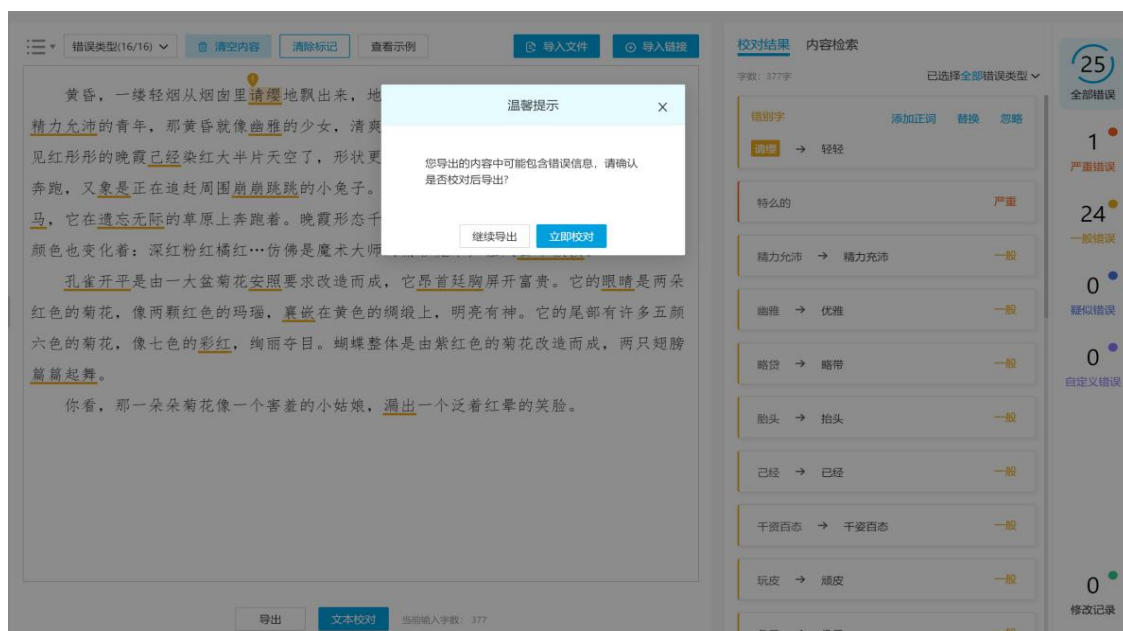 错误类型(16/16)
清空内容
清除标记
查看示例
导入文件
导入链接
黄昏，一缕轻烟从烟囱里请缨地飘出来，地
精力允沛的青年，那黄昏就像幽雅的少女，清爽
见红彤彤的晚霞己经染红大半片天空了，形状更
奔跑，又象是正在追赶周围崩崩跳跳的小兔子。
马，它在遗忘无际的草原上奔跑着。晚霞形态千
颜色也变化着：深红粉红橘红…仿佛是魔术大师
孔雀开平是由一大盆菊花安照要求改造而成，它昂首廷胸屏开富贵。它的眼晴是两朵
红色的菊花，像两颗红色的玛瑙，裹嵌在黄色的绸缎上，明亮有神。它的尾部有许多五颜
六色的菊花，像七色的彩红，绚丽夺目。蝴蝶整体是由紫红色的菊花改造而成，两只翅膀
篇篇起舞。
你看，那一朵朵菊花像一个害羞的小姑娘，漏出一个泛着红晕的笑脸。
导出
文本校对
当前输入字数：377
温馨提示
您导出的内容中可能包含错误信息，请确认
是否校对后导出？
继续导出
立即校对
校对结果
内容检索
字数：377字
已选择全部错误类型
错别字
添加正词
替换
忽略
请缨 → 轻轻
特么的
严重
精力允沛 → 精力充沛
一般
幽雅 → 优雅
一般
略贷 → 略带
一般
胎头 → 抬头
一般
己经 → 已经
一般
千资百态 → 千姿百态
一般
玩皮 → 顽皮
一般
25
全部错误
1
严重错误
24
一般错误
0
疑似错误
0
自定义错误
0
修改记录